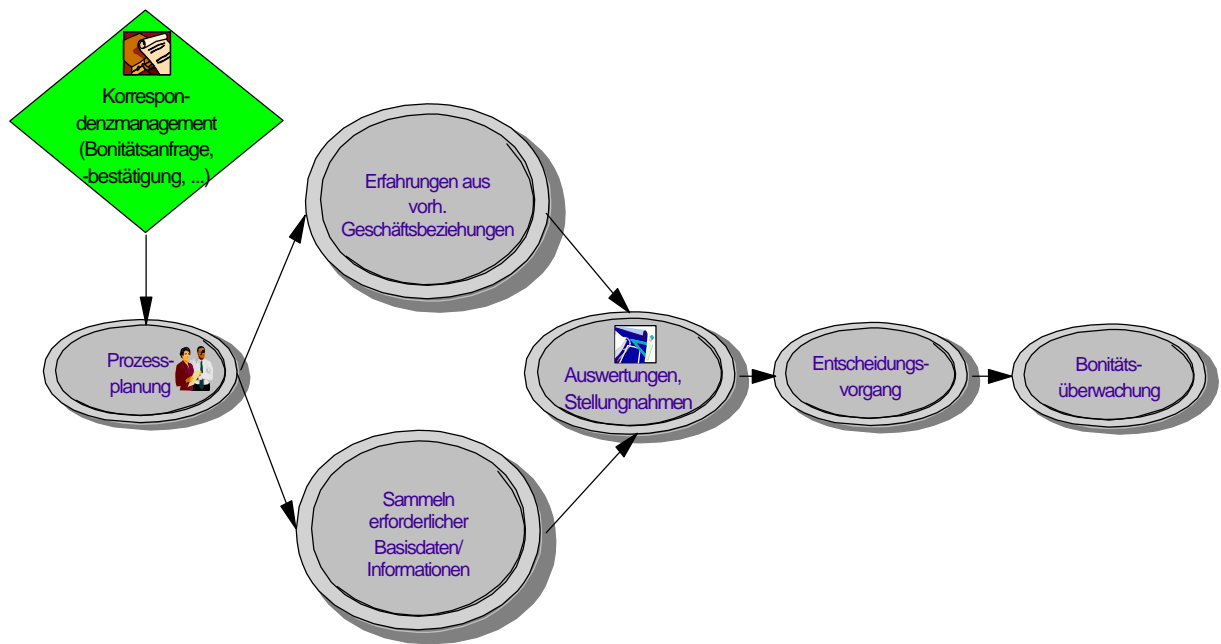 Korrespon-
denzmanagement
(Bonitätsanfrage,
-bestätigung, ...)
Erfahrungen aus
vorh.
Geschäftsbeziehungen
Prozess-
planung
Auswertungen,
Stellungnahmen
Entscheidungs-
vorgang
Bonitäts-
überwachung
Sammeln
erforderlicher
Basisdaten/
Informationen